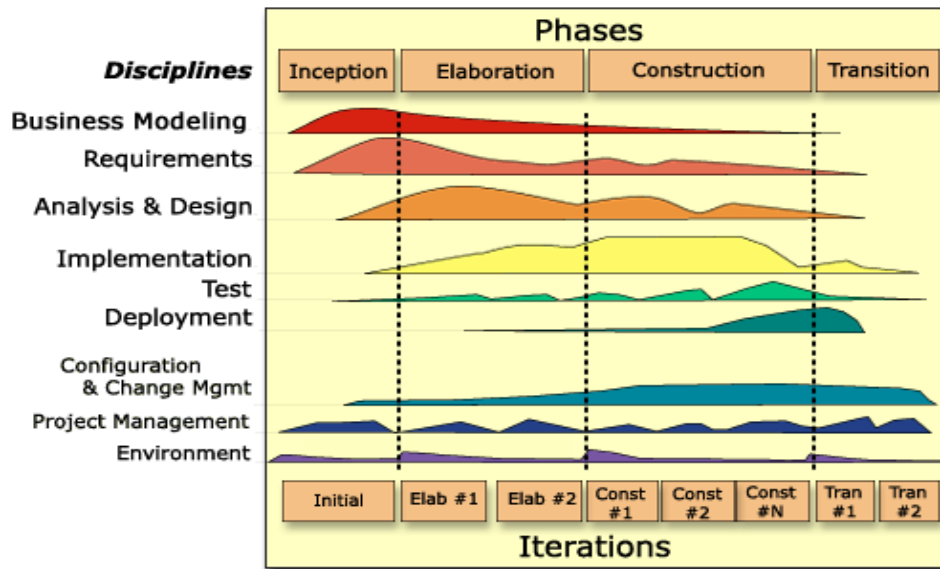 Phases
Disciplines
Inception
Elaboration
Construction
Transition
Business Modeling
Requirements
Analysis & Design
Implementation
Test
Deployment
Configuration
& Change Mgmt
Project Management
Environment
Initial
Elab #1
Elab #2
Const
#1
Const
#2
Const
#N
Tran
#1
Tran
#2
Iterations